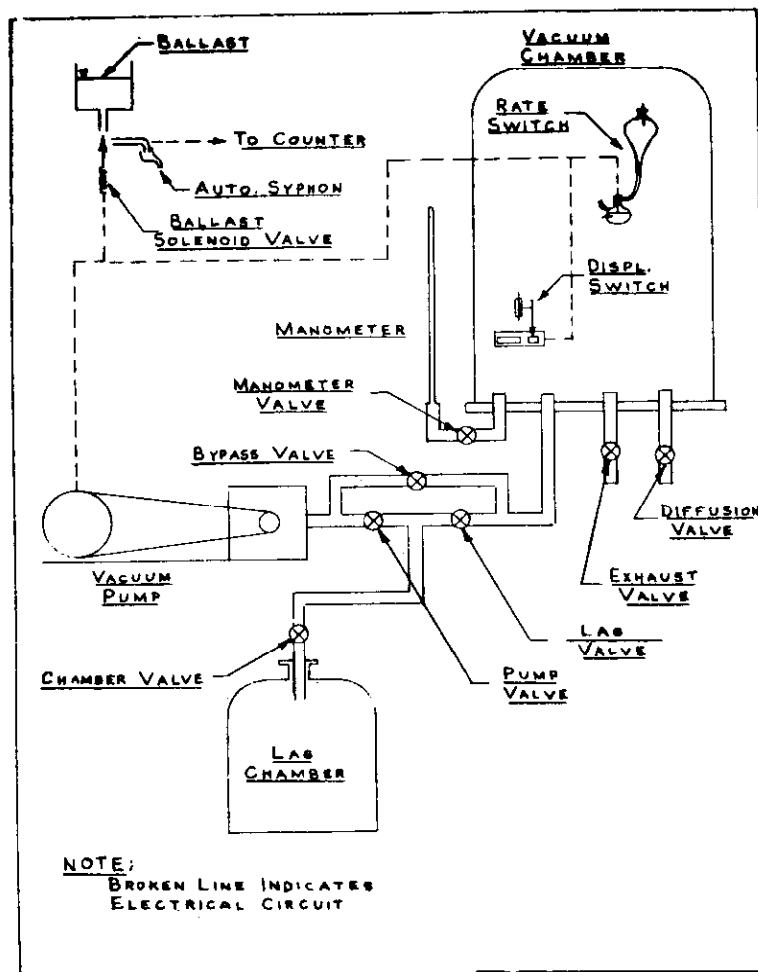 BALLAST
VACUUM
CHAMBER
RATE
SWITCH
TO COUNTER
AUTO. SYPHON
BALLAST
SOLENOID VALVE
DISPL.
SWITCH
MANOMETER
MANOMETER
VALVE
BYPASS VALVE
DIFFUSION
VALVE
VACUUM
PUMP
EXHAUST
VALVE
LAG
VALVE
CHAMBER VALVE
PUMP
VALVE
LAG
CHAMBER
NOTE:
BROKEN LINE INDICATES
ELECTRICAL CIRCUIT